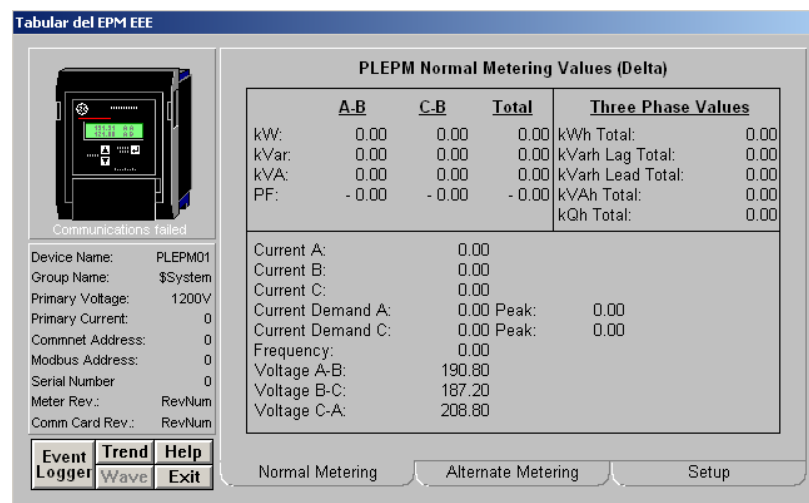 Tabular del EPM EEE
Communications failed
Device Name: PLEPM01
Group Name: $System
Primary Voltage: 1200V
Primary Current: 0
Commnet Address: 0
Modbus Address: 0
Serial Number 0
Meter Rev.: RevNum
Comm Card Rev.: RevNum
Event Logger Trend Help
Wave Exit
PLEPM Normal Metering Values (Delta)
A-B C-B Total
kW: 0.00 0.00 0.00
kVar: 0.00 0.00 0.00
kVA: 0.00 0.00 0.00
PF: - 0.00 - 0.00 - 0.00
Three Phase Values
kWh Total: 0.00
kVarh Lag Total: 0.00
kVarh Lead Total: 0.00
kVAh Total: 0.00
kQh Total: 0.00
Current A: 0.00
Current B: 0.00
Current C: 0.00
Current Demand A: 0.00 Peak: 0.00
Current Demand C: 0.00 Peak: 0.00
Frequency: 0.00
Voltage A-B: 190.80
Voltage B-C: 187.20
Voltage C-A: 208.80
Normal Metering Alternate Metering Setup